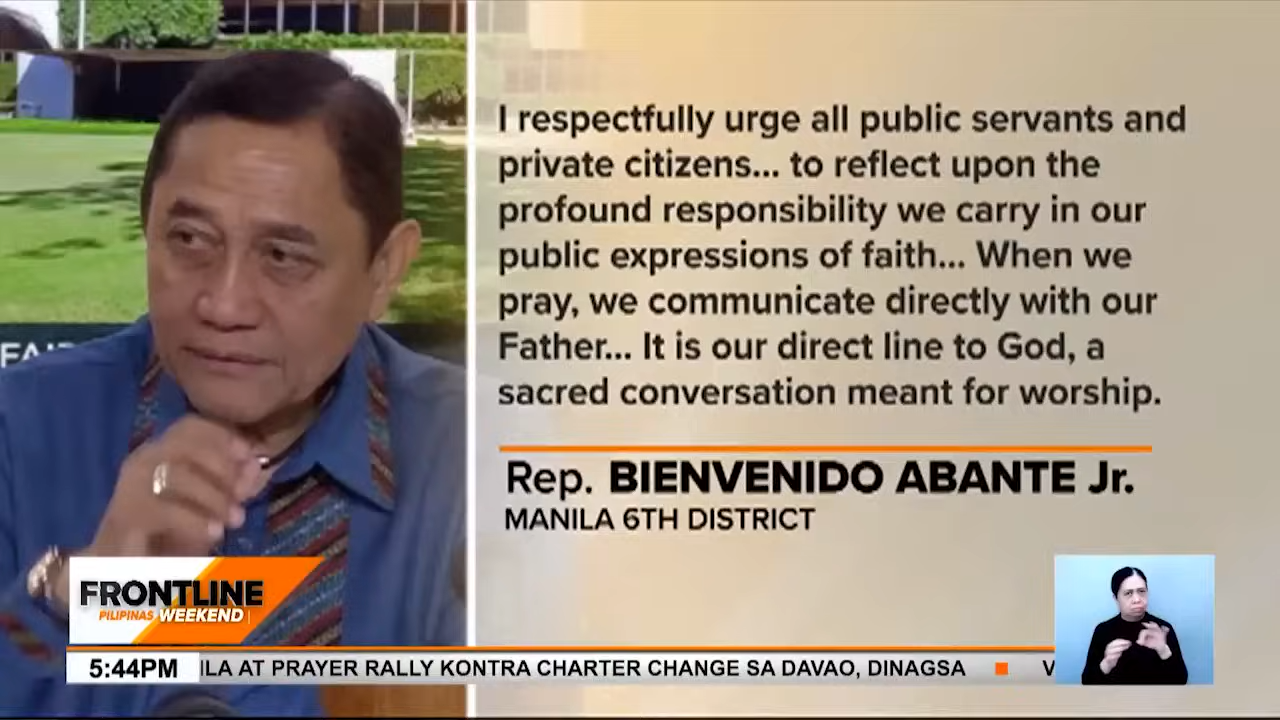 I respectfully urge all public servants and
private citizens... to reflect upon the
profound responsibility we carry in our
public expressions of faith... When we
pray, we communicate directly with our
Father... It is our direct line to God, a
sacred conversation meant for worship.
Rep. BIENVENIDO ABANTE Jr.
MANILA 6TH DISTRICT
FRONTLINE
PILIPINAS WEEKEND
5:44PM ILA AT PRAYER RALLY KONTRA CHARTER CHANGE SA DAVAO, DINAGSA